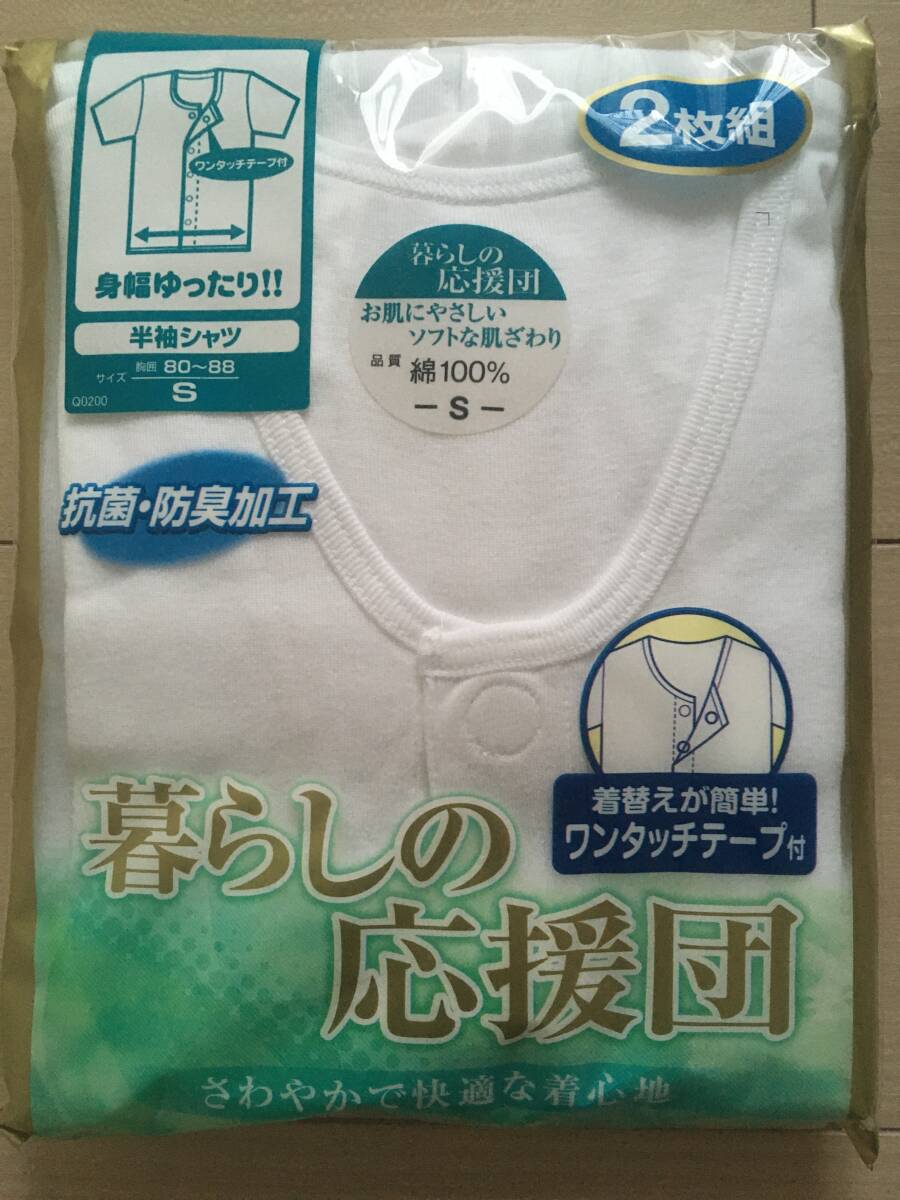 ワンタッチテープ付
身幅ゆったり!!
半袖シャツ
サイズ 胸囲 80〜88
S
Q0200
2枚組
暮らしの
応援団
お肌にやさしい
ソフトな肌ざわり
品質 綿100%
-S-
抗菌・防臭加工
着替えが簡単!
ワンタッチテープ付
暮らしの
応援団
さわやかで快適な着心地